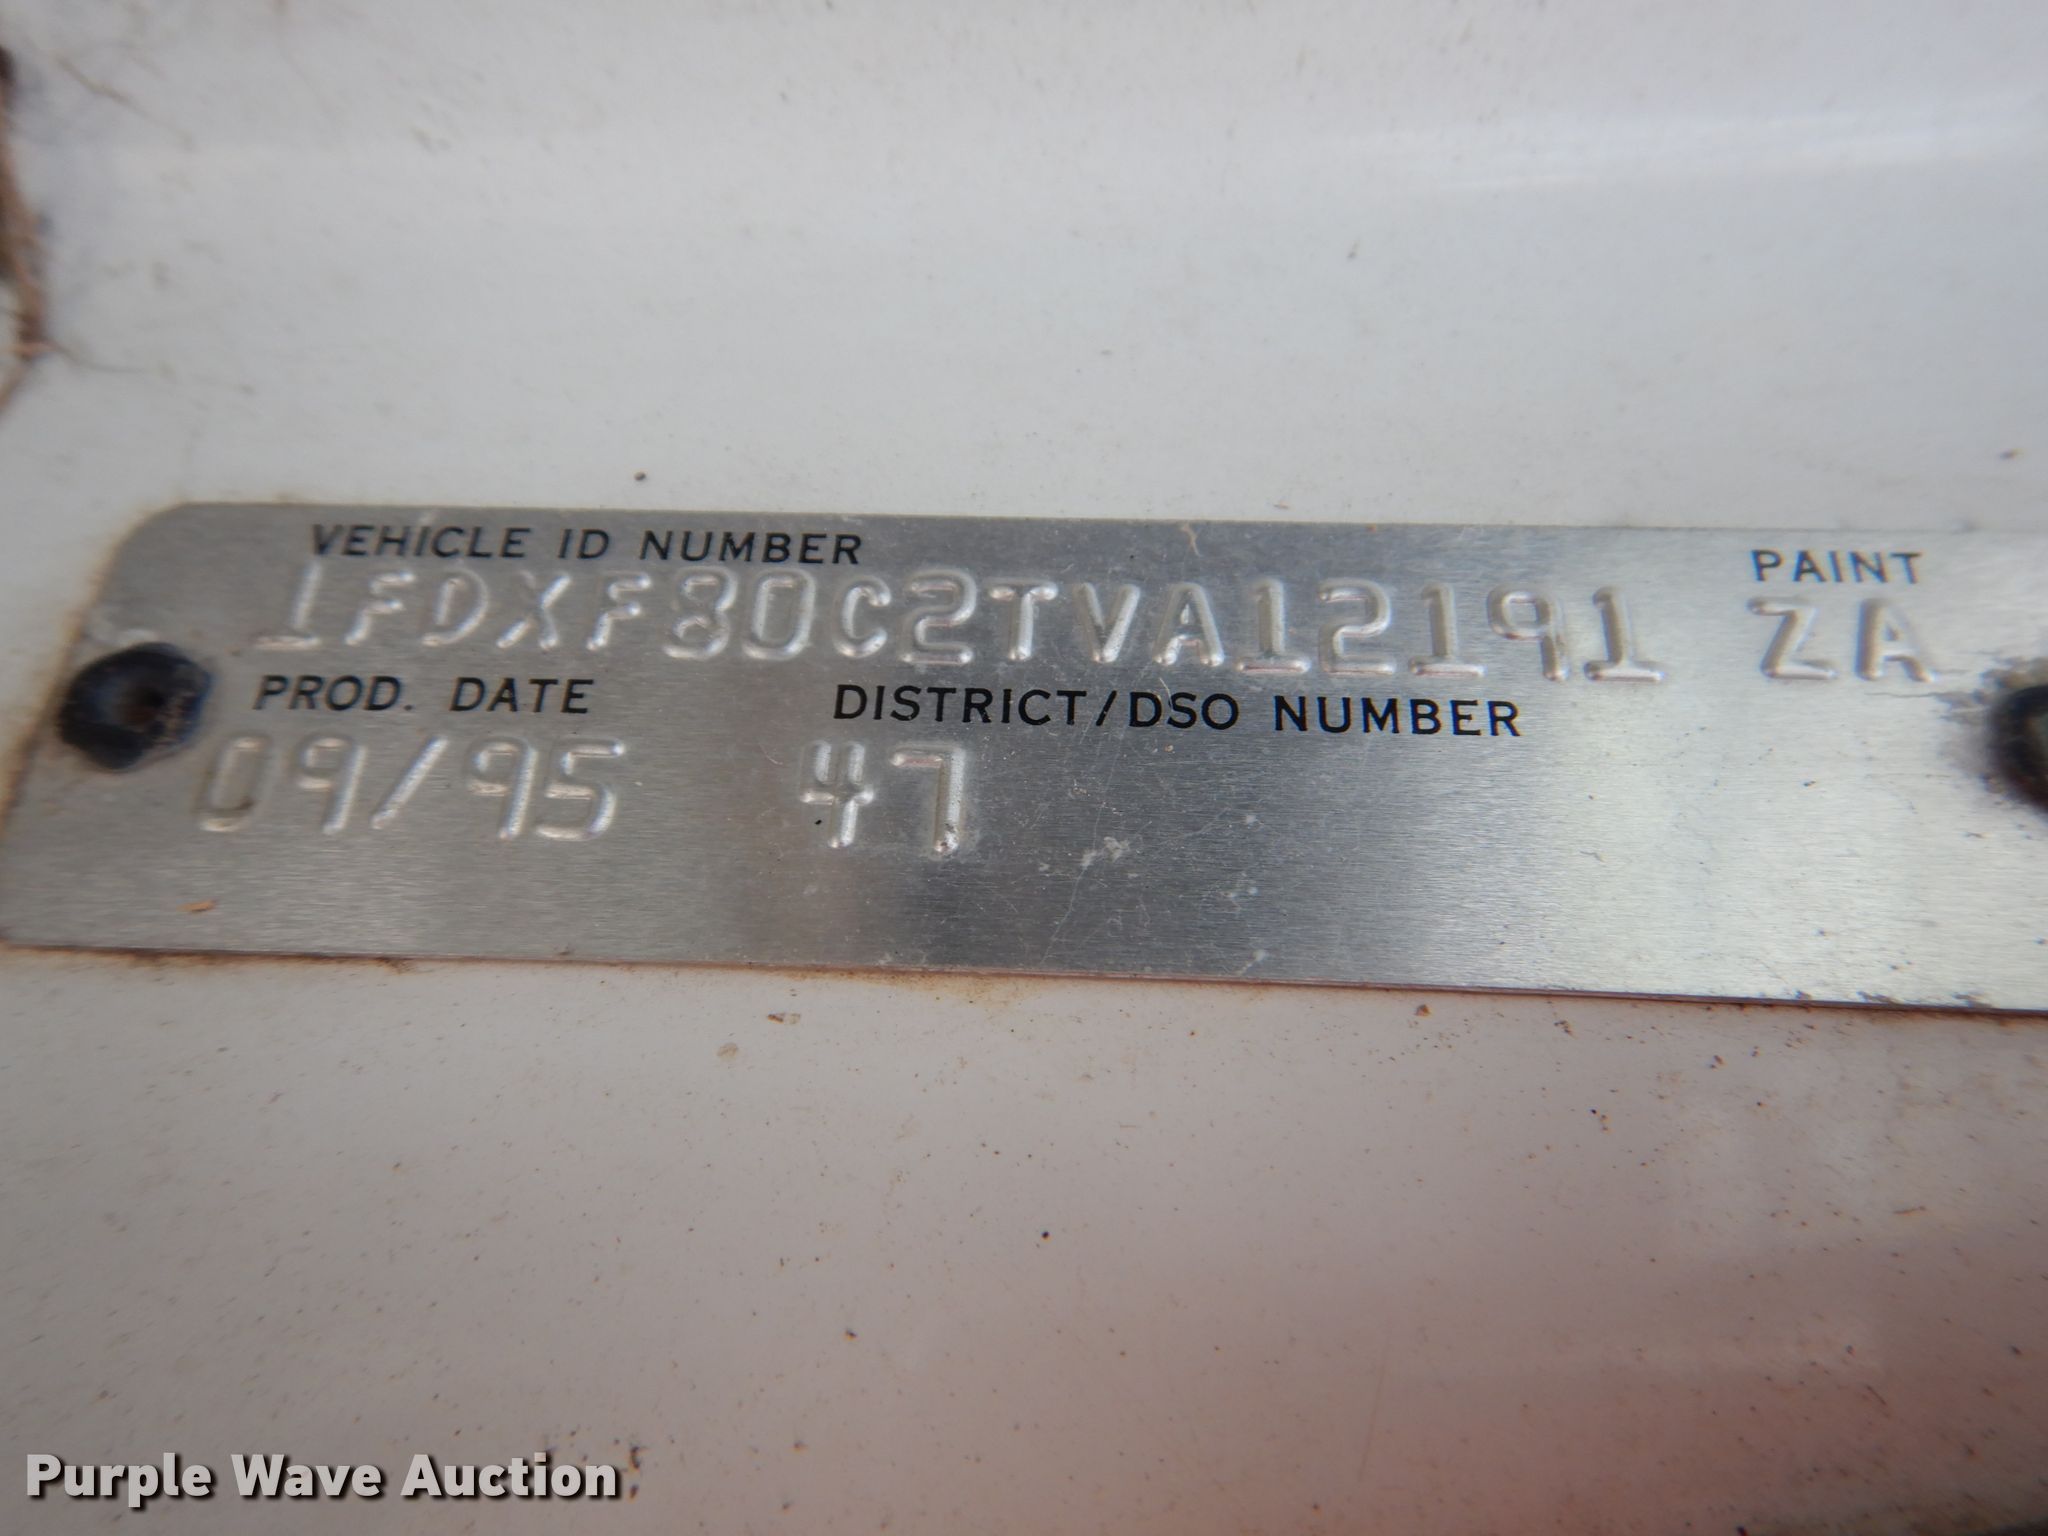 VEHICLE ID NUMBER PAINT
1FDXF80C2TVA12191 ZA
PROD. DATE DISTRICT/DSO NUMBER
09/95 47
Purple Wave Auction